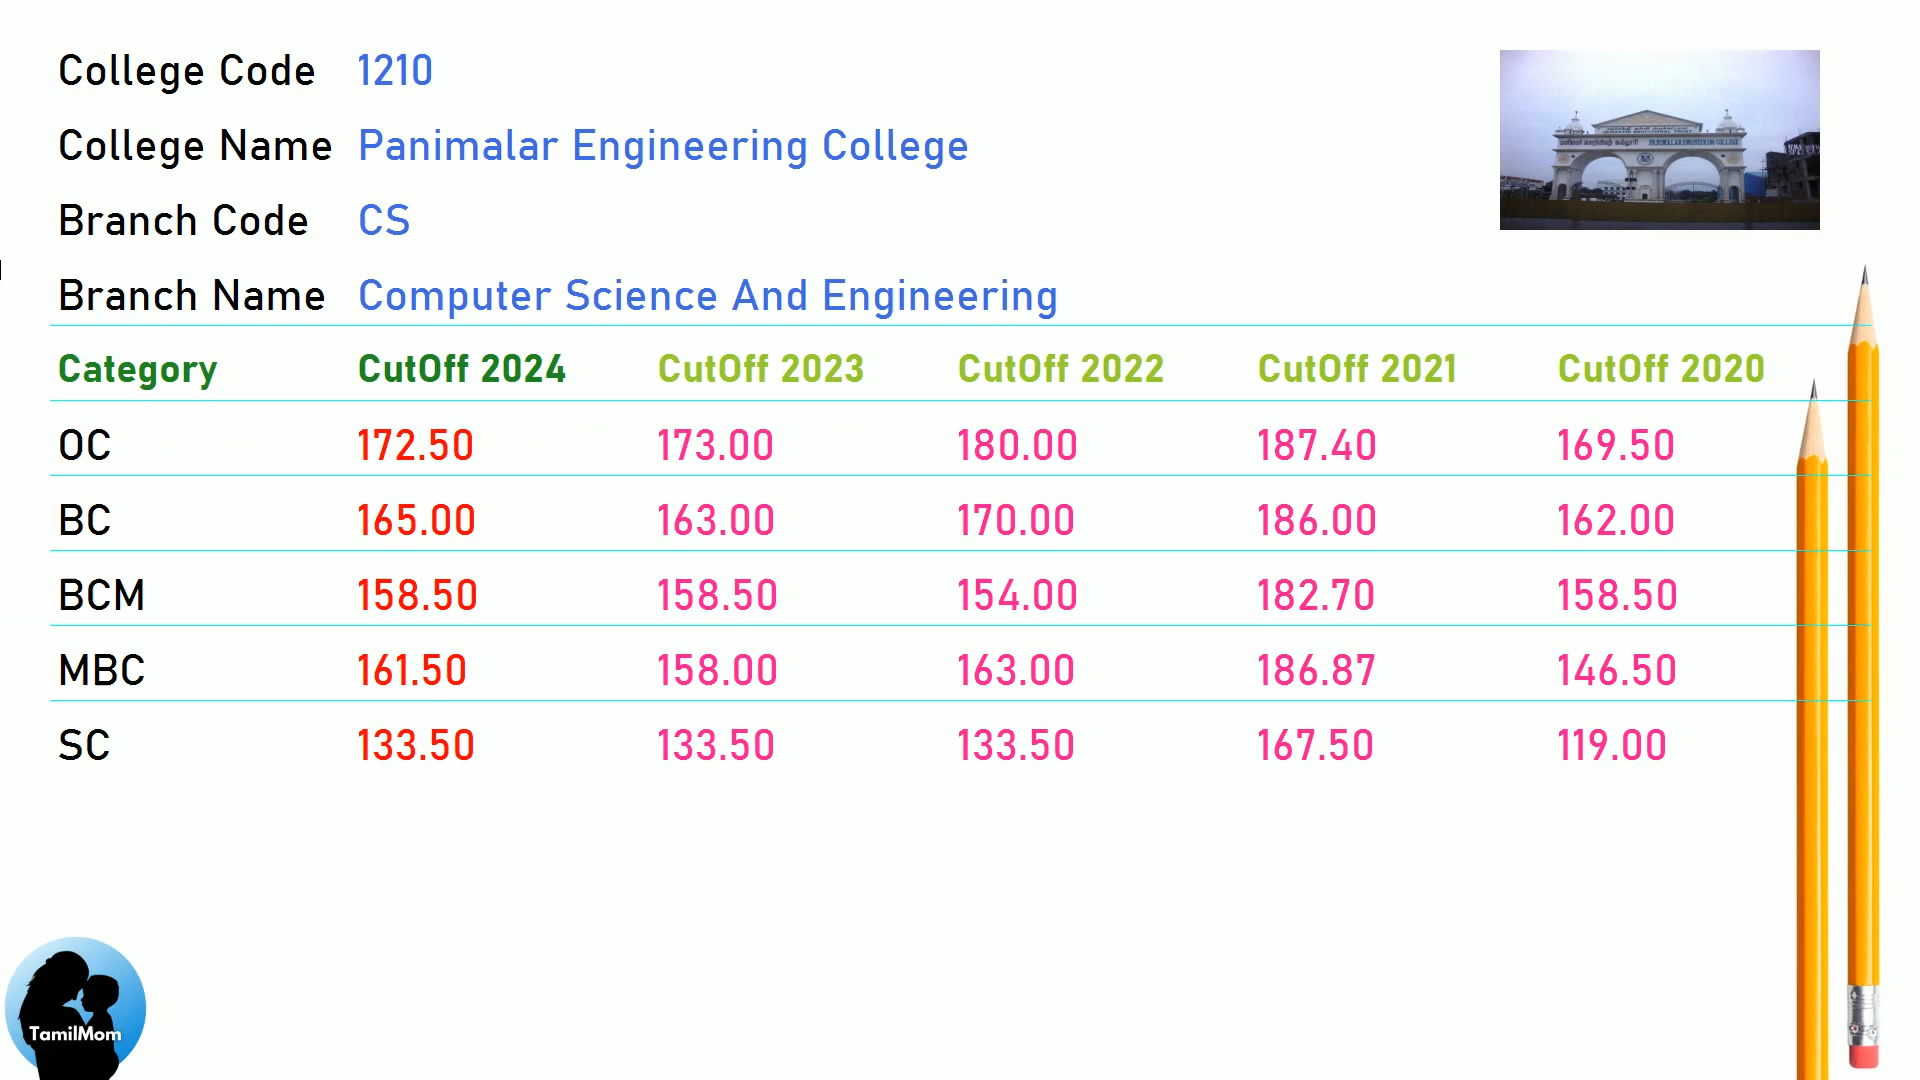 College Code 1210
College Name Panimalar Engineering College
Branch Code CS
Branch Name Computer Science And Engineering
Category CutOff 2024 CutOff 2023 CutOff 2022 CutOff 2021 CutOff 2020
OC 172.50 173.00 180.00 187.40 169.50
BC 165.00 163.00 170.00 186.00 162.00
BCM 158.50 158.50 154.00 182.70 158.50
MBC 161.50 158.00 163.00 186.87 146.50
SC 133.50 133.50 133.50 167.50 119.00
PANIMALAR ENGINEERING COLLEGE
TamilMom